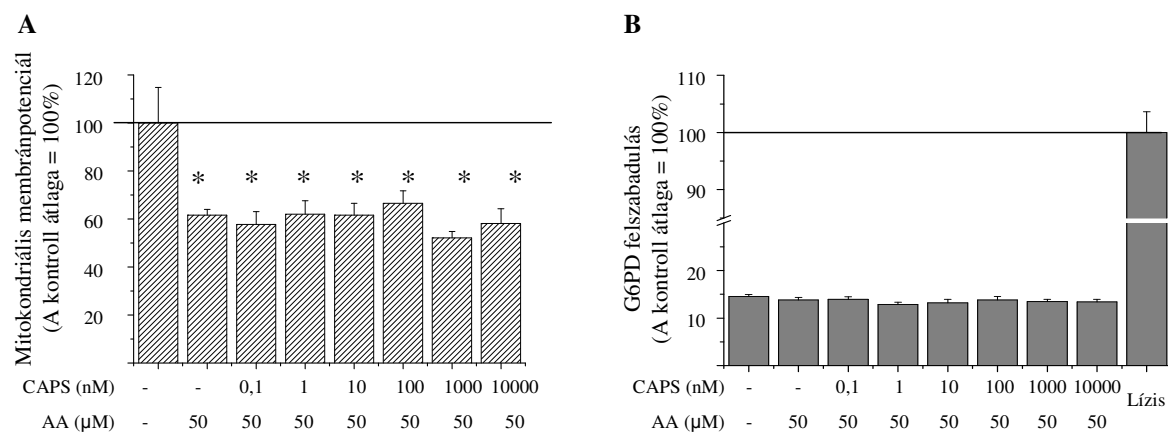 A
Mitokondriális membránpotenciál
(A kontroll átlaga = 100%)
120
100
80
60
40
20
* * * * * * *
CAPS (nM) - - 0,1 1 10 100 1000 10000
AA (µM) - 50 50 50 50 50 50 50
B
G6PD felszabadulás
(A kontroll átlaga = 100%)
110
100
90
20
10
CAPS (nM) - - 0,1 1 10 100 1000 10000 Lízis
AA (µM) - 50 50 50 50 50 50 50